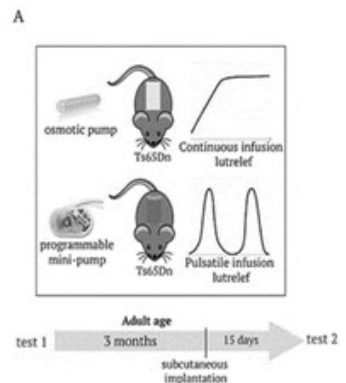 A
osmotic pump
Ts65Dn
Continuous infusion
lutrelef
programmable
mini-pump
Ts65Dn
Pulsatile infusion
lutrelef
Adult age
test 1
3 months
15 days
test 2
subcutaneous
implantation